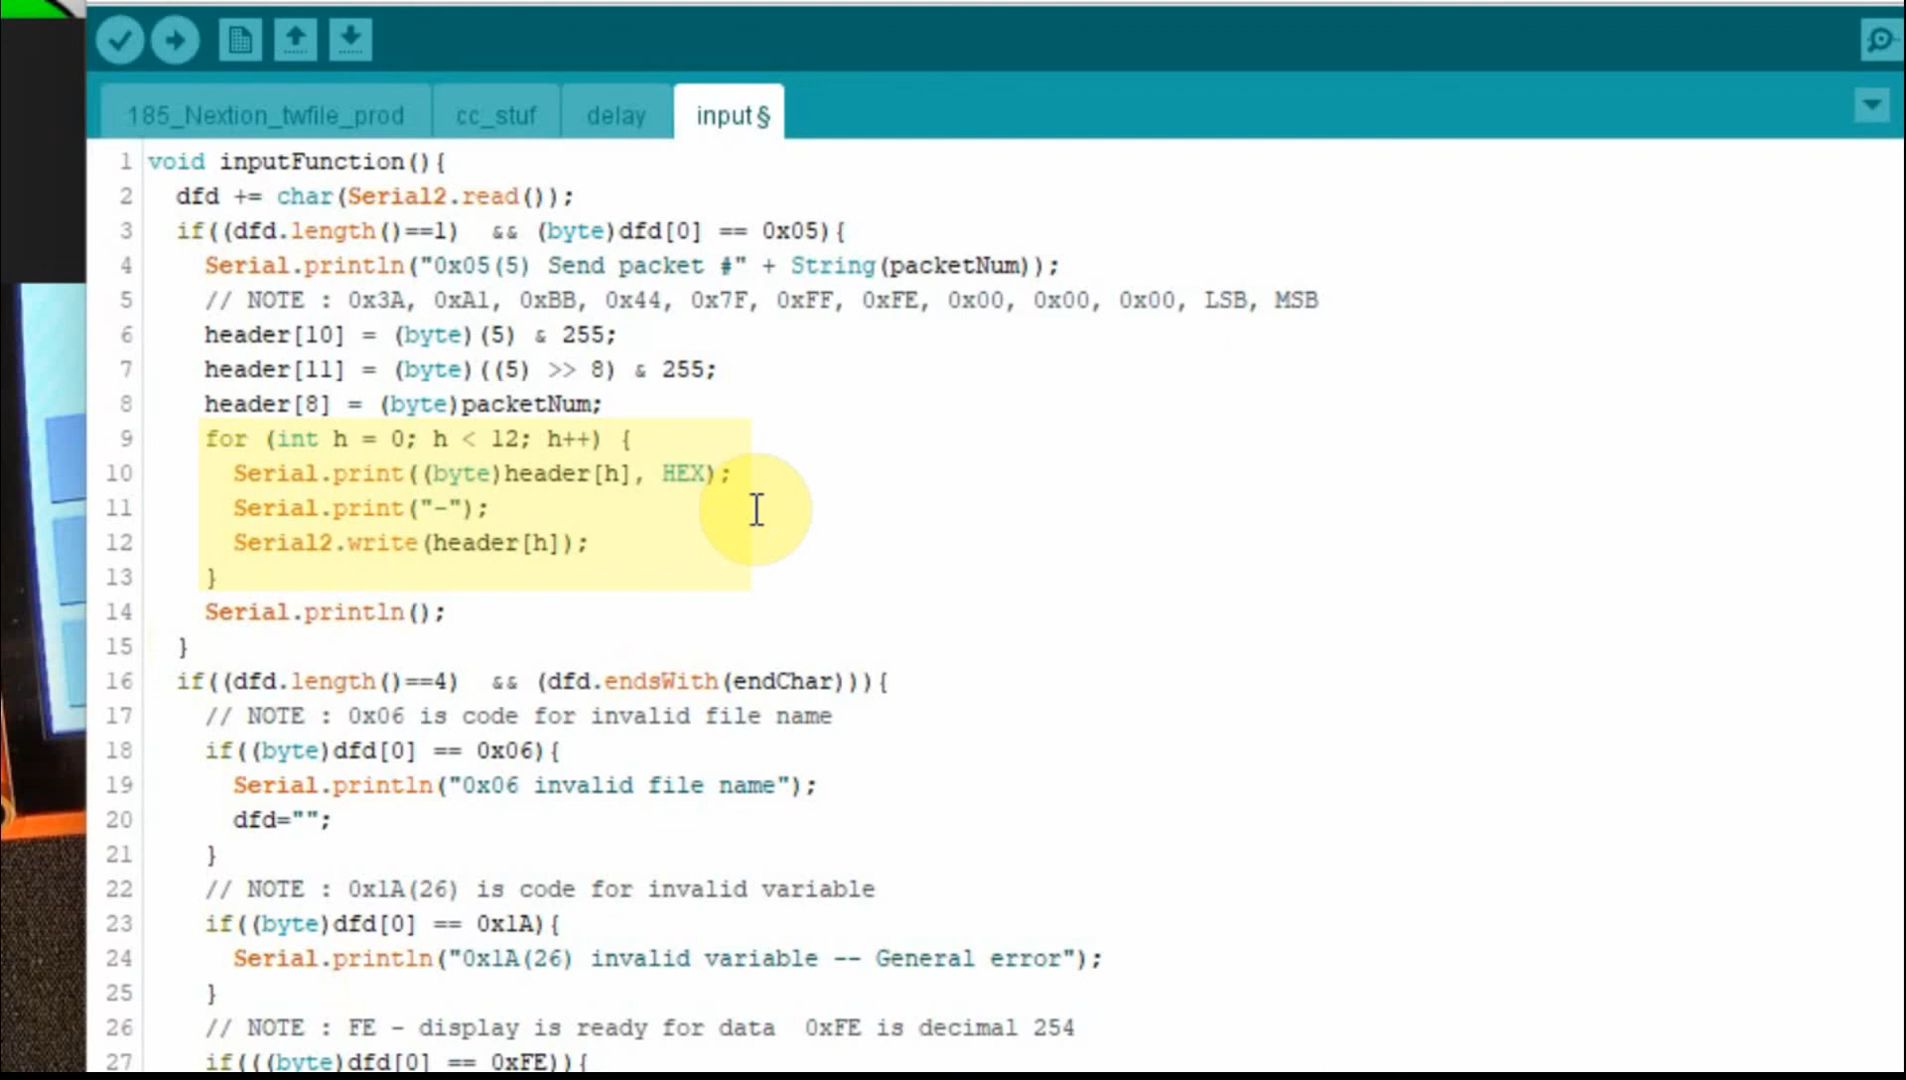 185_Nextion_twfile_prod cc_stuf delay input§
1 void inputFunction(){
2 dfd += char(Serial2.read());
3 if((dfd.length()==1) && (byte)dfd[0] == 0x05){
4 Serial.println("0x05(5) Send packet #" + String(packetNum));
5 // NOTE : 0x3A, 0xA1, 0xBB, 0x44, 0x7F, 0xFF, 0xFE, 0x00, 0x00, 0x00, LSB, MSB
6 header[10] = (byte)(5) & 255;
7 header[11] = (byte)((5) >> 8) & 255;
8 header[8] = (byte)packetNum;
9 for (int h = 0; h < 12; h++) {
10 Serial.print((byte)header[h], HEX);
11 Serial.print("-");
12 Serial2.write(header[h]);
13 }
14 Serial.println();
15 }
16 if((dfd.length()==4) && (dfd.endsWith(endChar))){
17 // NOTE : 0x06 is code for invalid file name
18 if((byte)dfd[0] == 0x06){
19 Serial.println("0x06 invalid file name");
20 dfd="";
21 }
22 // NOTE : 0x1A(26) is code for invalid variable
23 if((byte)dfd[0] == 0x1A){
24 Serial.println("0x1A(26) invalid variable -- General error");
25 }
26 // NOTE : FE - display is ready for data 0xFE is decimal 254
27 if(((byte)dfd[0] == 0xFE)){